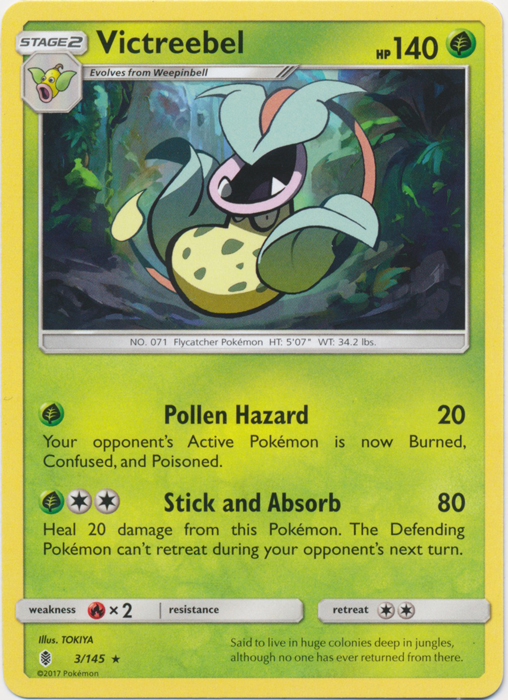 STAGE2 Victreebel HP 140
Evolves from Weepinbell
NO. 071 Flycatcher Pokémon HT: 5'07" WT: 34.2 lbs.
Pollen Hazard 20
Your opponent's Active Pokémon is now Burned,
Confused, and Poisoned.
Stick and Absorb 80
Heal 20 damage from this Pokémon. The Defending
Pokémon can't retreat during your opponent's next turn.
weakness × 2 resistance retreat
Illus. TOKIYA
Said to live in huge colonies deep in jungles,
3/145 ★
although no one has ever returned from there.
©2017 Pokémon